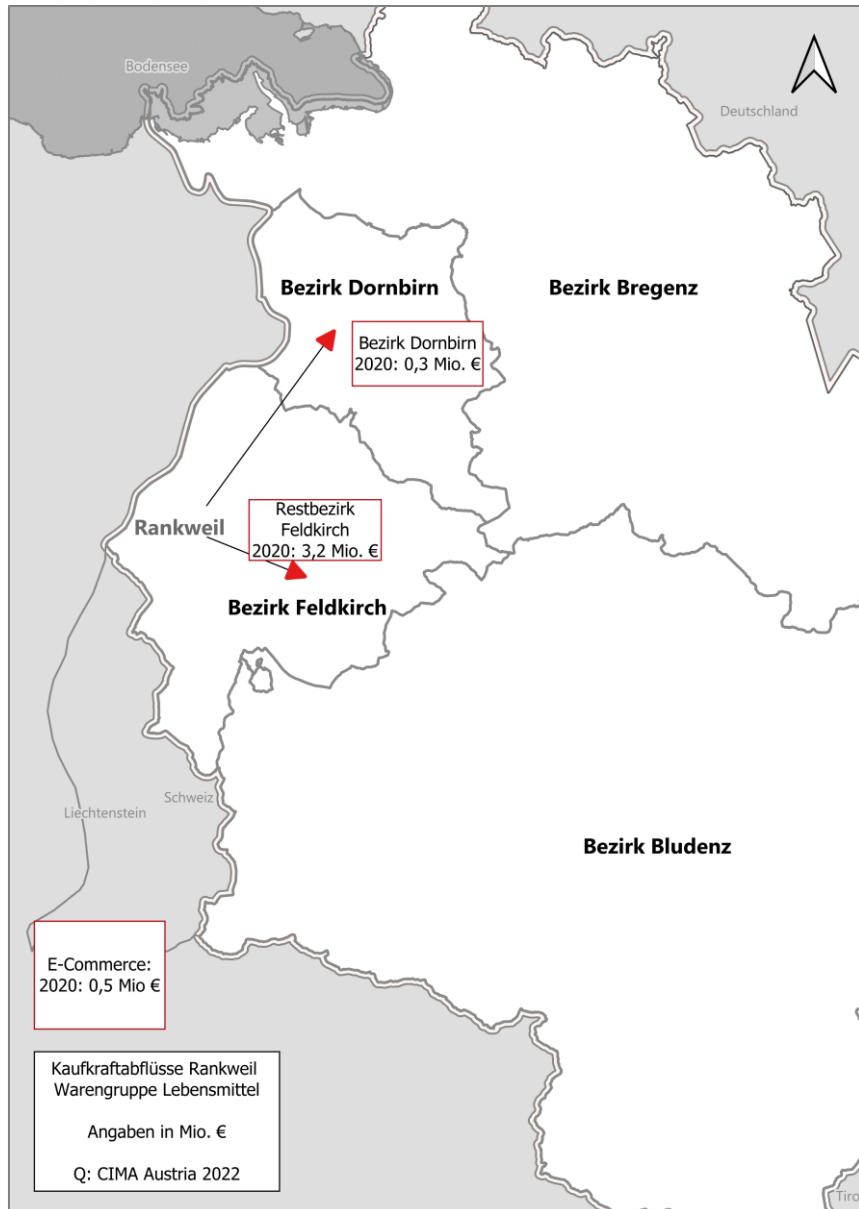 Bodensee
Deutschland
Bezirk Dornbirn
Bezirk Bregenz
Bezirk Dornbirn
2020: 0,3 Mio. €
Rankweil
Restbezirk
Feldkirch
2020: 3,2 Mio. €
Bezirk Feldkirch
Schweiz
Liechtenstein
Bezirk Bludenz
E-Commerce:
2020: 0,5 Mio €
Kaufkraftabflüsse Rankweil
Warengruppe Lebensmittel
Angaben in Mio. €
Q: CIMA Austria 2022
Tiro